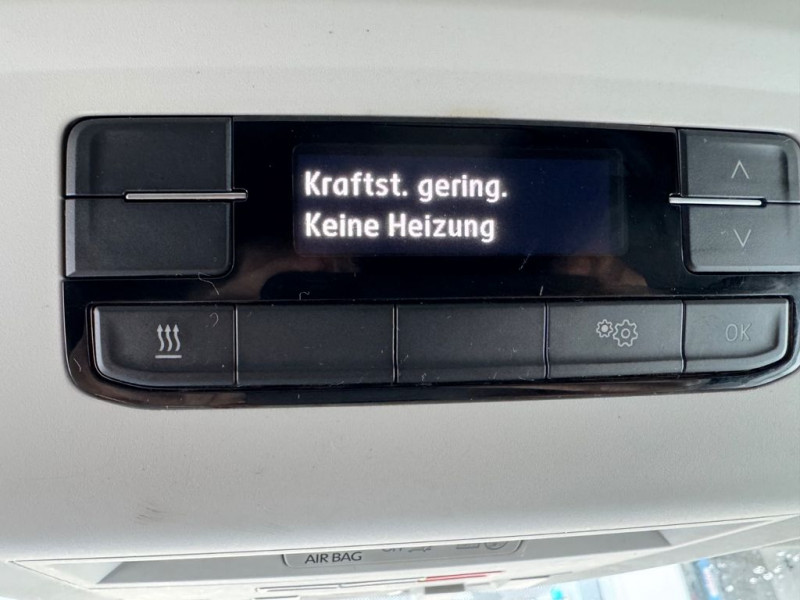 Kraftst. gering.
Keine Heizung
OK
AIR BAG